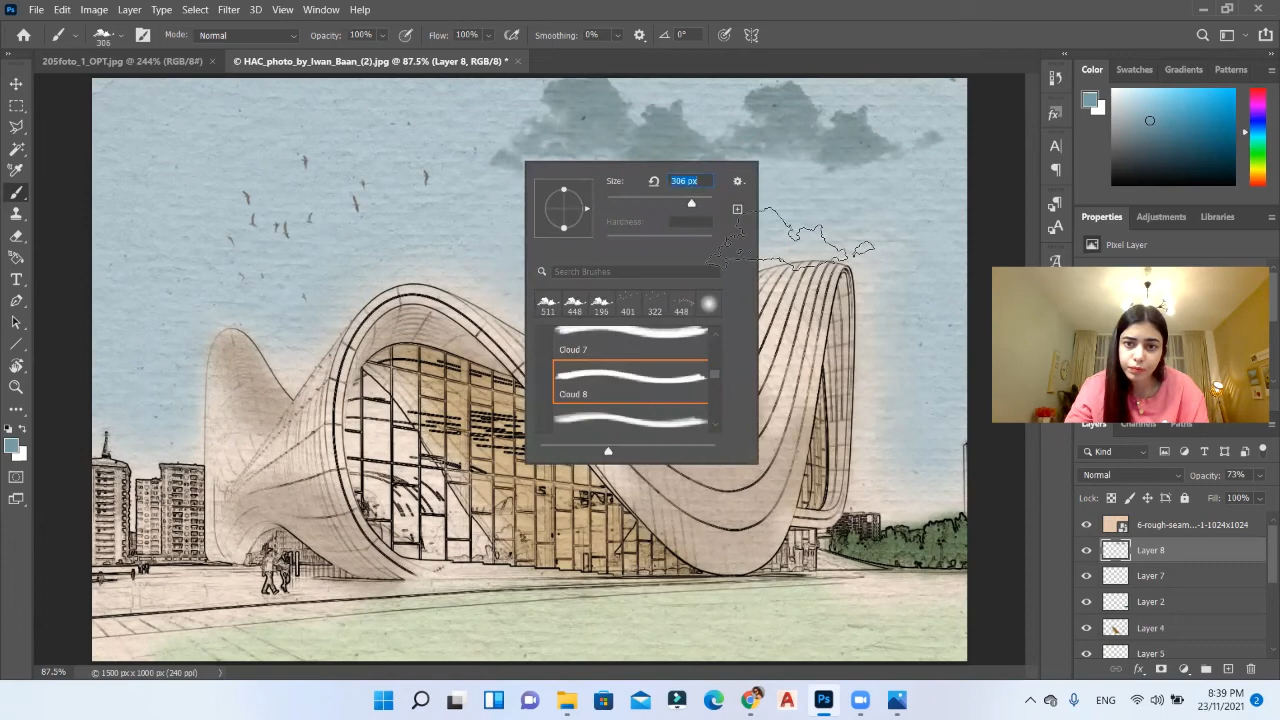 Ps File Edit Image Layer Type Select Filter 3D View Window Help
306 Mode: Normal Opacity: 100% Flow: 100% Smoothing: 0% 0°
205foto_1_OPT.jpg @ 244% (RGB/8#) × © HAC_photo_by_Iwan_Baan_(2).jpg @ 87.5% (Layer 8, RGB/8) * ×
Color Swatches Gradients Patterns
Size: 306 px
Hardness:
Search Brushes
511 448 196 401 322 448
Cloud 7
Cloud 8
Properties Adjustments Libraries
Pixel Layer
Layers Channels Paths
Kind
Normal Opacity: 73%
Lock: Fill: 100%
6-rough-seam...-1-1024x1024
Layer 8
Layer 7
Layer 2
Layer 4
Layer 5
87.5% © 1500 px x 1000 px (240 ppi)
ENG
8:39 PM
23/11/2021
2